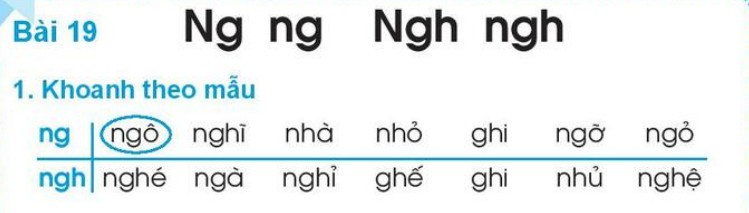 Bài 19 Ng ng Ngh ngh
1. Khoanh theo mẫu
ng ngô nghĩ nhà nhỏ ghi ngỡ ngỏ
ngh nghé ngà nghỉ ghế ghi nhủ nghệ